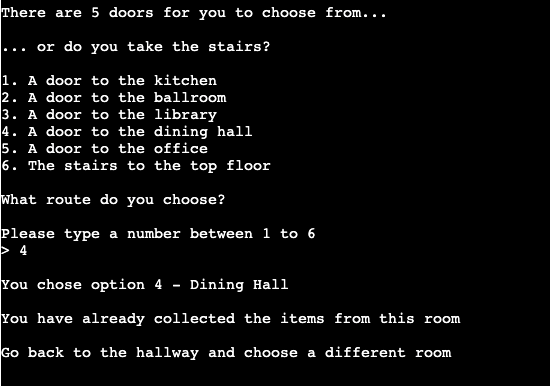 There are 5 doors for you to choose from...
... or do you take the stairs?
1. A door to the kitchen
2. A door to the ballroom
3. A door to the library
4. A door to the dining hall
5. A door to the office
6. The stairs to the top floor
What route do you choose?
Please type a number between 1 to 6
> 4
You chose option 4 - Dining Hall
You have already collected the items from this room
Go back to the hallway and choose a different room